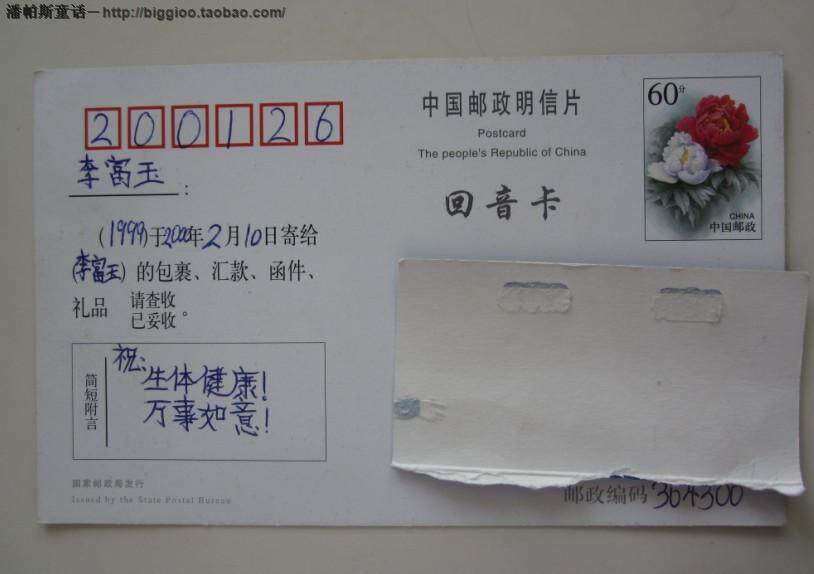 潘帕斯童话－http://biggioo.taobao.com/
200126
李富玉：
(1999)于2000年2月10日寄给
(李富玉)的包裹、汇款、函件、
礼品 请查收
已妥收。
简短附言
祝：
生体健康！
万事如意！
国家邮政局发行
Issued by the State Postal Bureau
中国邮政明信片
Postcard
The people's Republic of China
回音卡
60分
CHINA
中国邮政
邮政编码 364300